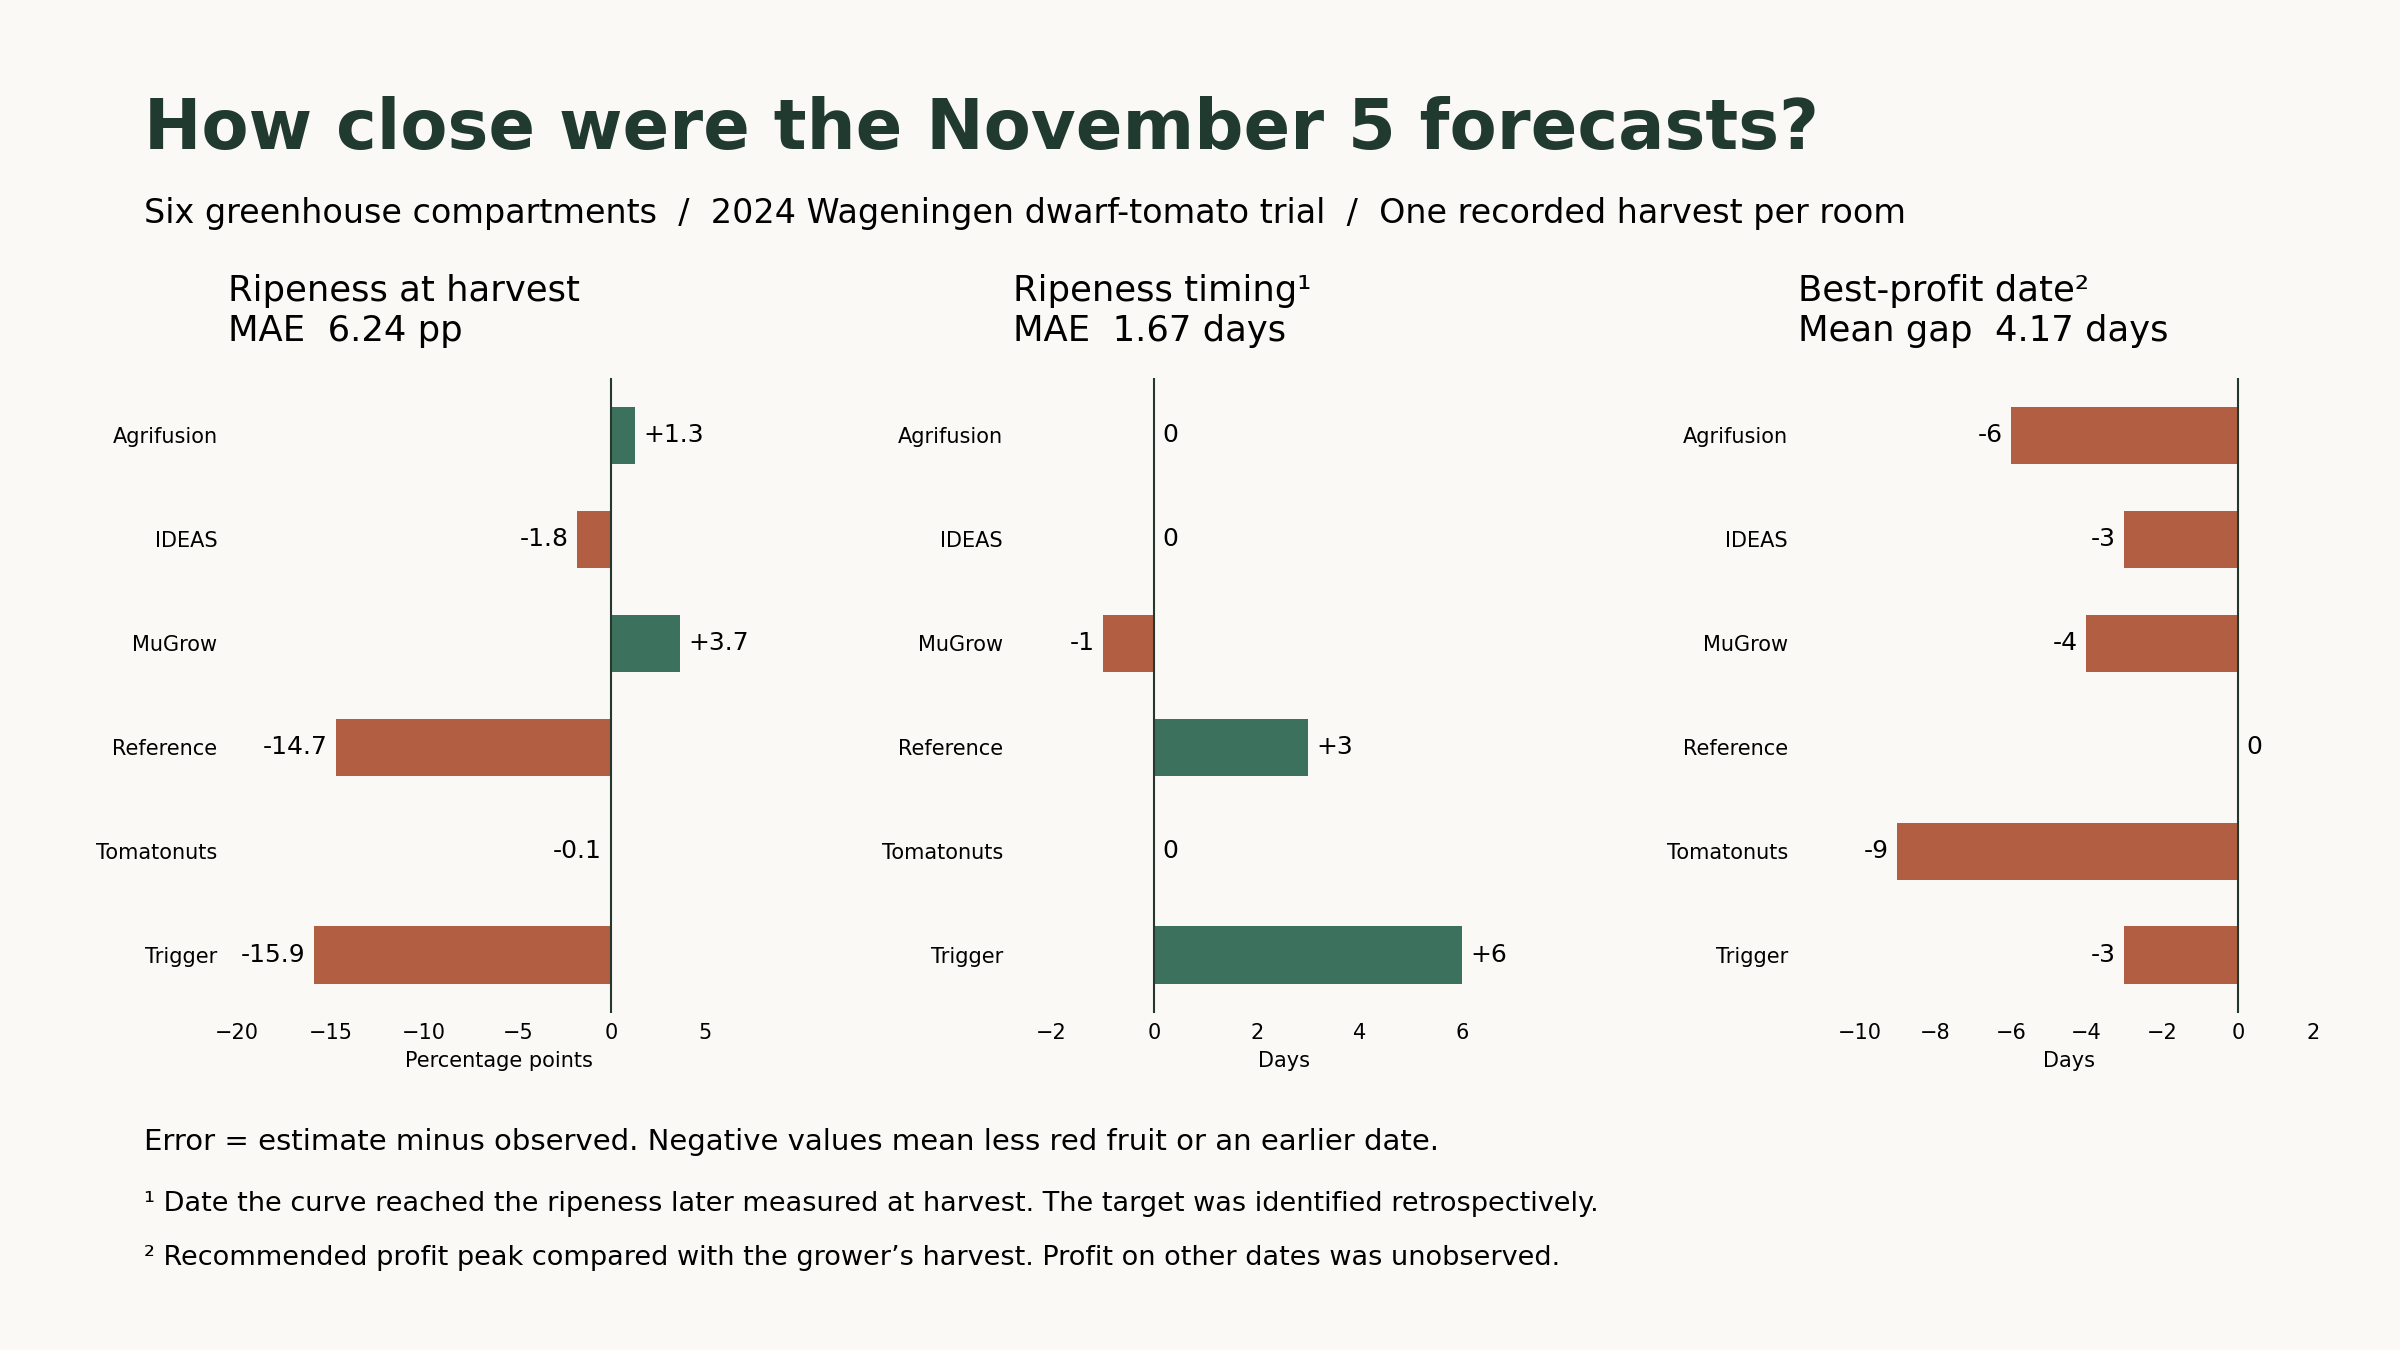 How close were the November 5 forecasts?
Six greenhouse compartments / 2024 Wageningen dwarf-tomato trial / One recorded harvest per room
Ripeness at harvest
MAE 6.24 pp
Agrifusion +1.3
IDEAS -1.8
MuGrow +3.7
Reference -14.7
Tomatonuts -0.1
Trigger -15.9
−20 −15 −10 −5 0 5
Percentage points
Ripeness timing¹
MAE 1.67 days
Agrifusion 0
IDEAS 0
MuGrow -1
Reference +3
Tomatonuts 0
Trigger +6
−2 0 2 4 6
Days
Best-profit date²
Mean gap 4.17 days
Agrifusion -6
IDEAS -3
MuGrow -4
Reference 0
Tomatonuts -9
Trigger -3
−10 −8 −6 −4 −2 0 2
Days
Error = estimate minus observed. Negative values mean less red fruit or an earlier date.
¹ Date the curve reached the ripeness later measured at harvest. The target was identified retrospectively.
² Recommended profit peak compared with the grower’s harvest. Profit on other dates was unobserved.